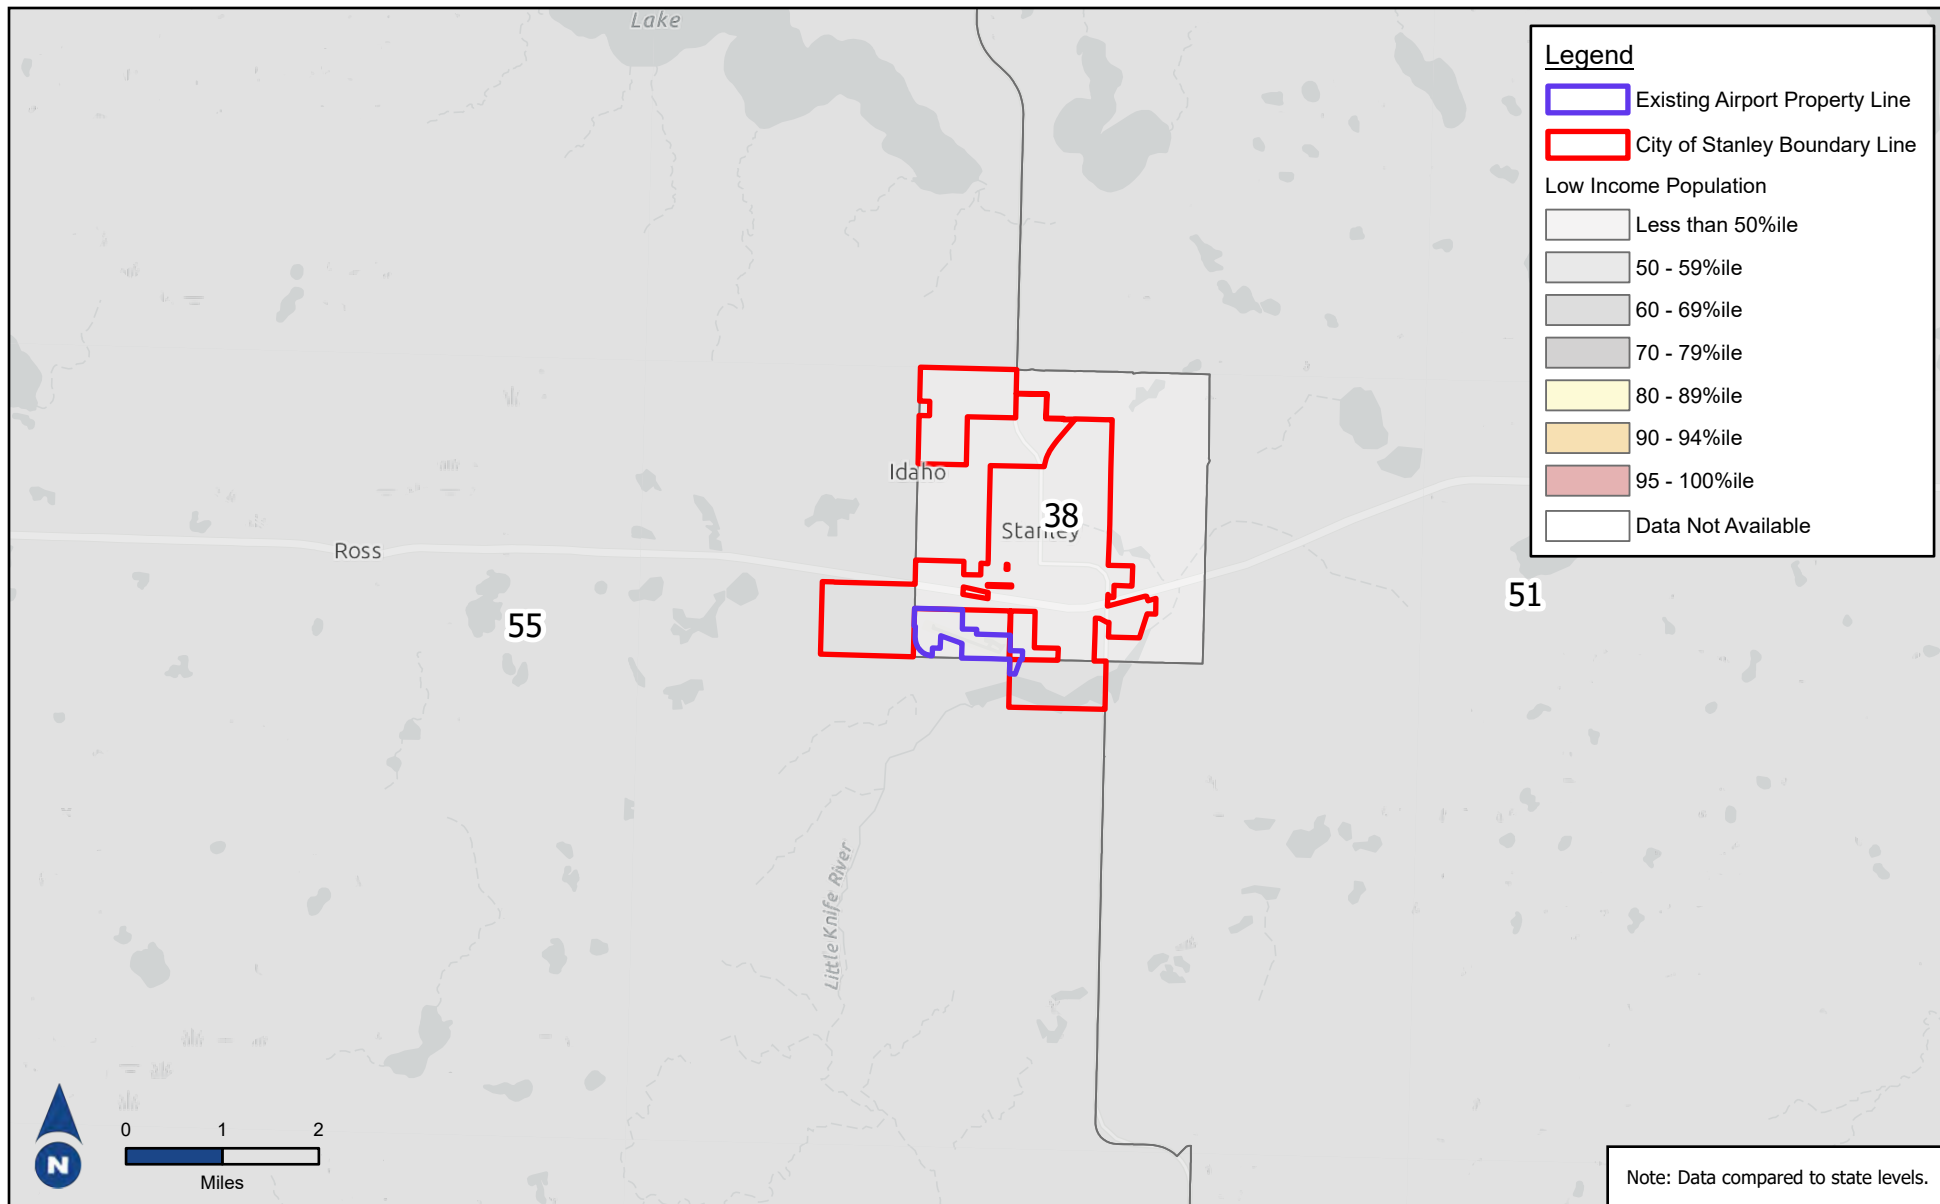 Lake
Legend
Existing Airport Property Line
City of Stanley Boundary Line
Low Income Population
Less than 50%ile
50 - 59%ile
60 - 69%ile
70 - 79%ile
80 - 89%ile
90 - 94%ile
95 - 100%ile
Data Not Available
Idaho
38
Stanley
Ross
55
51
Little Knife River
N
0 1 2
Miles
Note: Data compared to state levels.